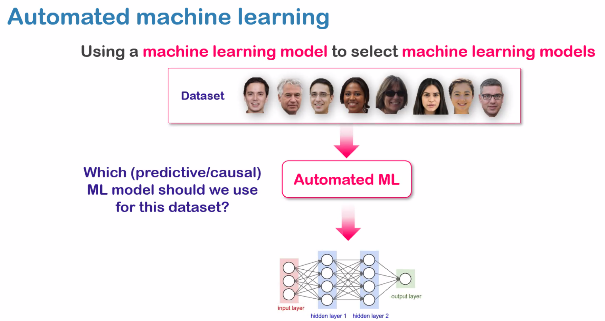 Automated machine learning
Using a machine learning model to select machine learning models
Dataset
Which (predictive/causal)
ML model should we use
for this dataset?
Automated ML
input layer
hidden layer 1
hidden layer 2
output layer